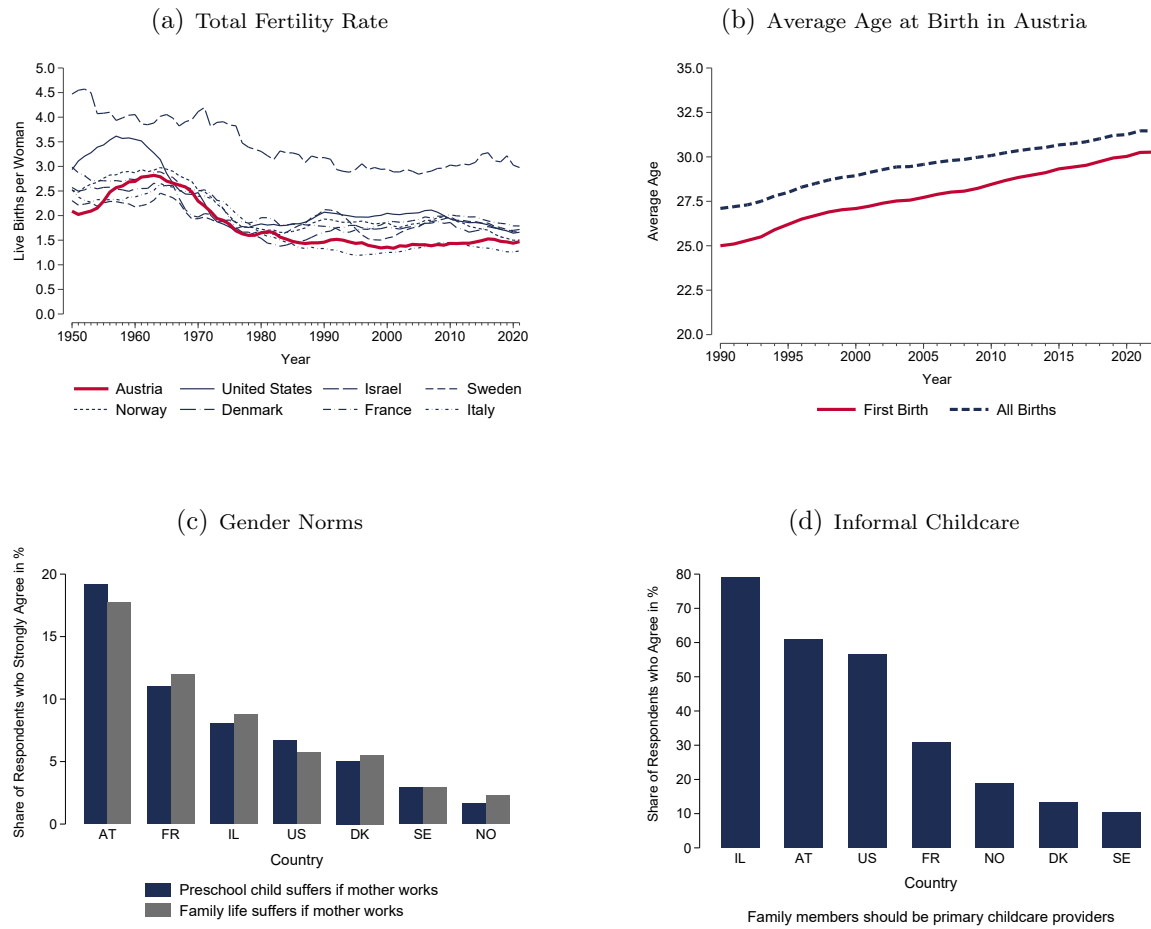 (a) Total Fertility Rate
5.0
4.5
4.0
3.5
3.0
2.5
2.0
1.5
1.0
0.5
0.0
Live Births per Woman
1950 1960 1970 1980 1990 2000 2010 2020
Year
Austria United States Israel Sweden
Norway Denmark France Italy
(b) Average Age at Birth in Austria
35.0
32.5
30.0
27.5
25.0
22.5
20.0
Average Age
1990 1995 2000 2005 2010 2015 2020
Year
First Birth All Births
(c) Gender Norms
20
15
10
5
0
Share of Respondents who Strongly Agree in %
AT FR IL US DK SE NO
Country
Preschool child suffers if mother works
Family life suffers if mother works
(d) Informal Childcare
80
70
60
50
40
30
20
10
0
Share of Respondents who Agree in %
IL AT US FR NO DK SE
Country
Family members should be primary childcare providers